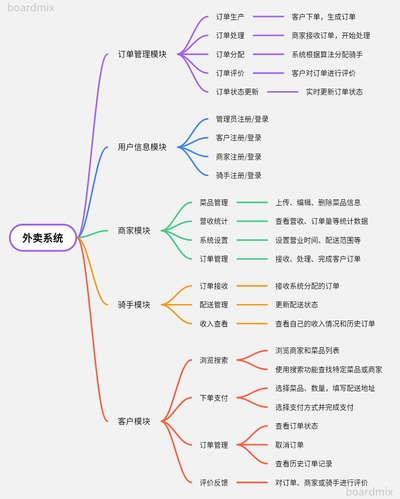 boardmix
外卖系统
订单管理模块
订单生产 客户下单，生成订单
订单处理 商家接收订单，开始处理
订单分配 系统根据算法分配骑手
订单评价 客户对订单进行评价
订单状态更新 实时更新订单状态
用户信息模块
管理员注册/登录
客户注册/登录
商家注册/登录
骑手注册/登录
商家模块
菜品管理 上传、编辑、删除菜品信息
营收统计 查看营收、订单量等统计数据
系统设置 设置营业时间、配送范围等
订单管理 接收、处理、完成客户订单
骑手模块
订单接收 接收系统分配的订单
配送管理 更新配送状态
收入查看 查看自己的收入情况和历史订单
客户模块
浏览搜索
浏览商家和菜品列表
使用搜索功能查找特定菜品或商家
下单支付
选择菜品、数量，填写配送地址
选择支付方式并完成支付
订单管理
查看订单状态
取消订单
查看历史订单记录
评价反馈 对订单、商家或骑手进行评价
boardmix